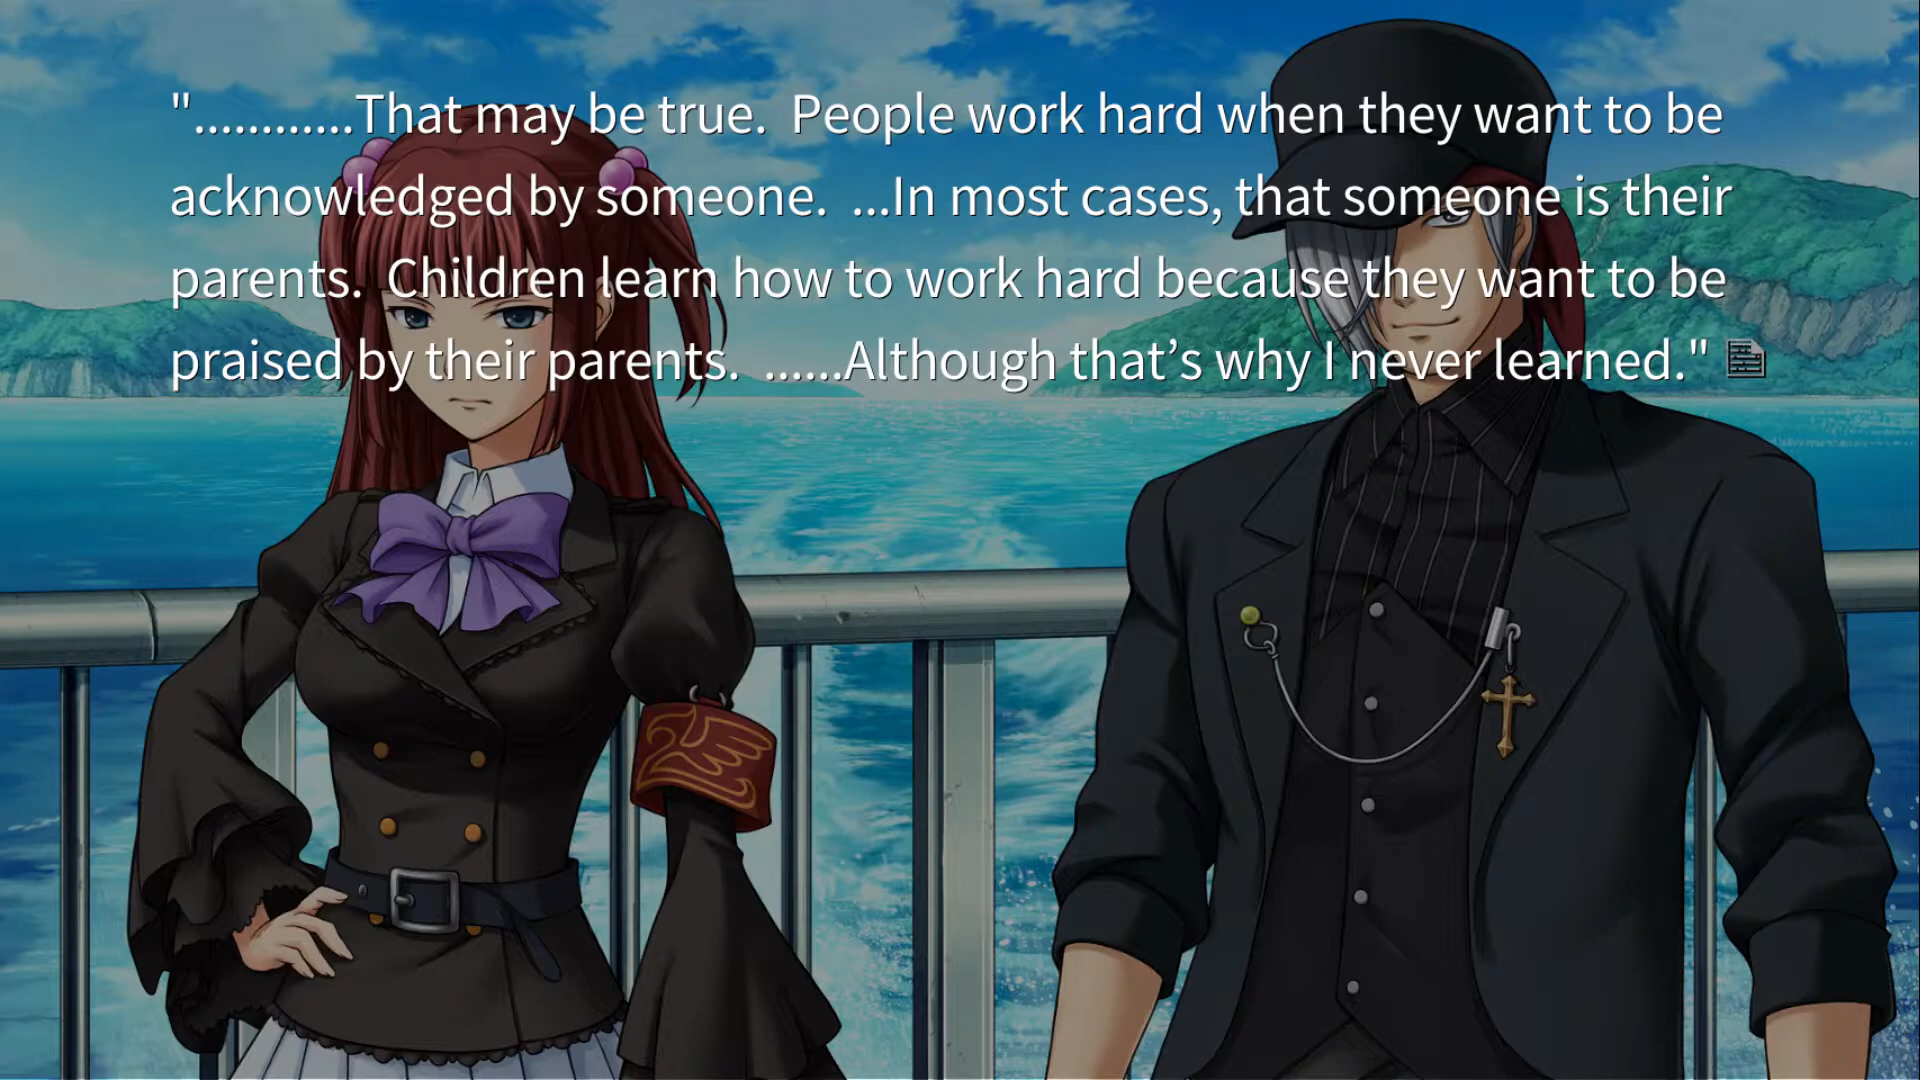 "............That may be true.  People work hard when they want to be
acknowledged by someone.  ...In most cases, that someone is their
parents.  Children learn how to work hard because they want to be
praised by their parents.  ......Although that’s why I never learned."